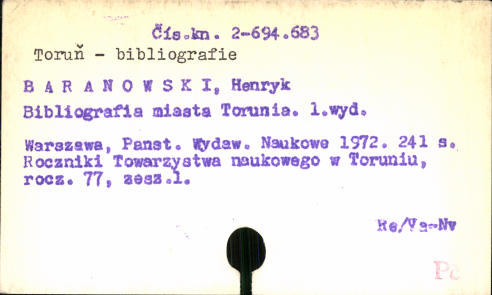 Čís.kn. 2-694.683
Toruň - bibliografie
B A R A N O W S K I, Henryk
Bibliografia miasta Torunia. 1.wyd.
Warszawa, Panst. Wydaw. Naukowe 1972. 241 s.
Roczniki Towarzystwa naukowego w Toruniu,
rocz. 77, zesz.1.
Re/Va-Nv